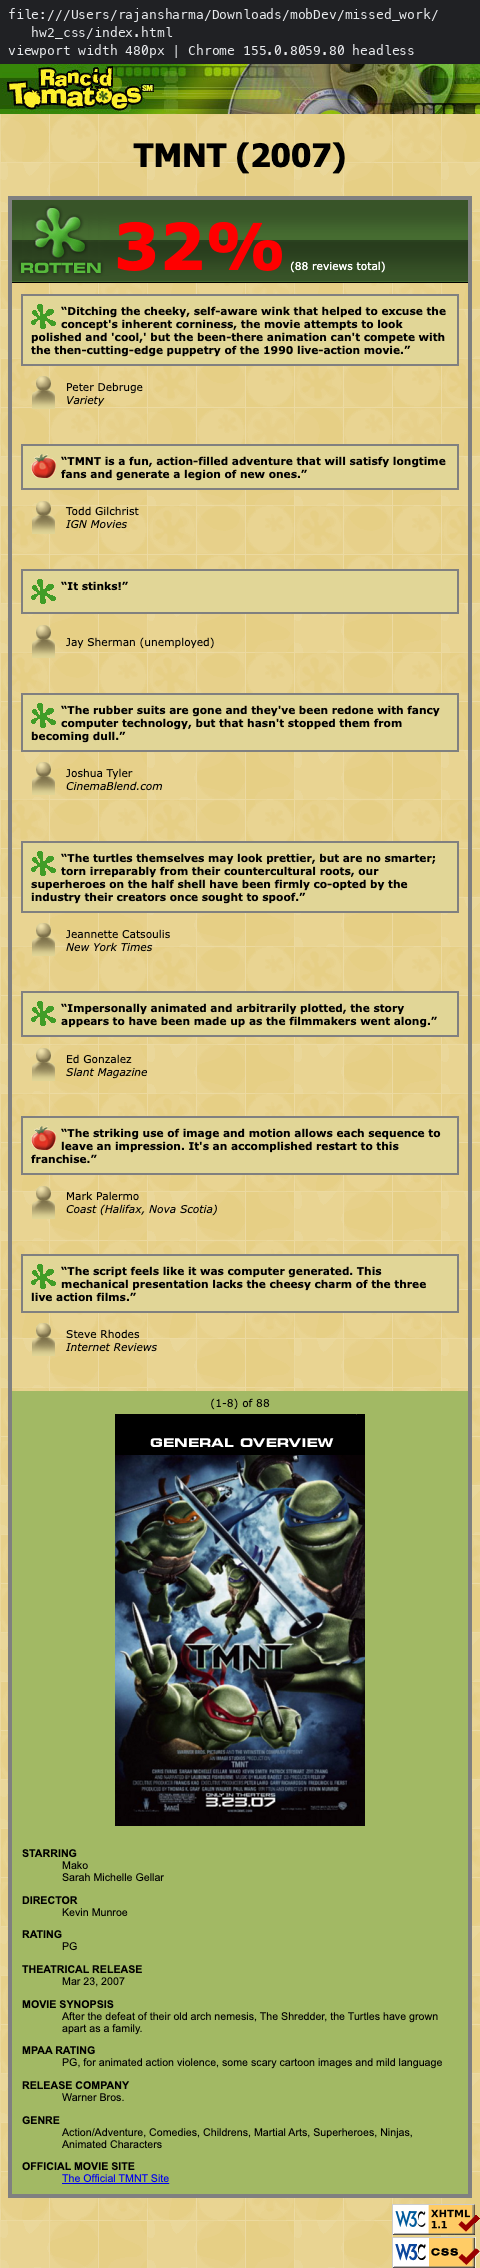 file:///Users/rajansharma/Downloads/mobDev/missed_work/
hw2_css/index.html
viewport width 480px | Chrome 155.0.8059.80 headless
Rancid
Tomatoes SM
TMNT (2007)
ROTTEN
32% (88 reviews total)
“Ditching the cheeky, self-aware wink that helped to excuse the
concept's inherent corniness, the movie attempts to look
polished and 'cool,' but the been-there animation can't compete with
the then-cutting-edge puppetry of the 1990 live-action movie.”
Peter Debruge
Variety
“TMNT is a fun, action-filled adventure that will satisfy longtime
fans and generate a legion of new ones.”
Todd Gilchrist
IGN Movies
“It stinks!”
Jay Sherman (unemployed)
“The rubber suits are gone and they've been redone with fancy
computer technology, but that hasn't stopped them from
becoming dull.”
Joshua Tyler
CinemaBlend.com
“The turtles themselves may look prettier, but are no smarter;
torn irreparably from their countercultural roots, our
superheroes on the half shell have been firmly co-opted by the
industry their creators once sought to spoof.”
Jeannette Catsoulis
New York Times
“Impersonally animated and arbitrarily plotted, the story
appears to have been made up as the filmmakers went along.”
Ed Gonzalez
Slant Magazine
“The striking use of image and motion allows each sequence to
leave an impression. It's an accomplished restart to this
franchise.”
Mark Palermo
Coast (Halifax, Nova Scotia)
“The script feels like it was computer generated. This
mechanical presentation lacks the cheesy charm of the three
live action films.”
Steve Rhodes
Internet Reviews
(1-8) of 88
GENERAL OVERVIEW
TMNT
TMNT
ONLY IN THEATERS
3.23.07
STARRING
Mako
Sarah Michelle Gellar
DIRECTOR
Kevin Munroe
RATING
PG
THEATRICAL RELEASE
Mar 23, 2007
MOVIE SYNOPSIS
After the defeat of their old arch nemesis, The Shredder, the Turtles have grown
apart as a family.
MPAA RATING
PG, for animated action violence, some scary cartoon images and mild language
RELEASE COMPANY
Warner Bros.
GENRE
Action/Adventure, Comedies, Childrens, Martial Arts, Superheroes, Ninjas,
Animated Characters
OFFICIAL MOVIE SITE
The Official TMNT Site
W3C XHTML
1.1
W3C CSS